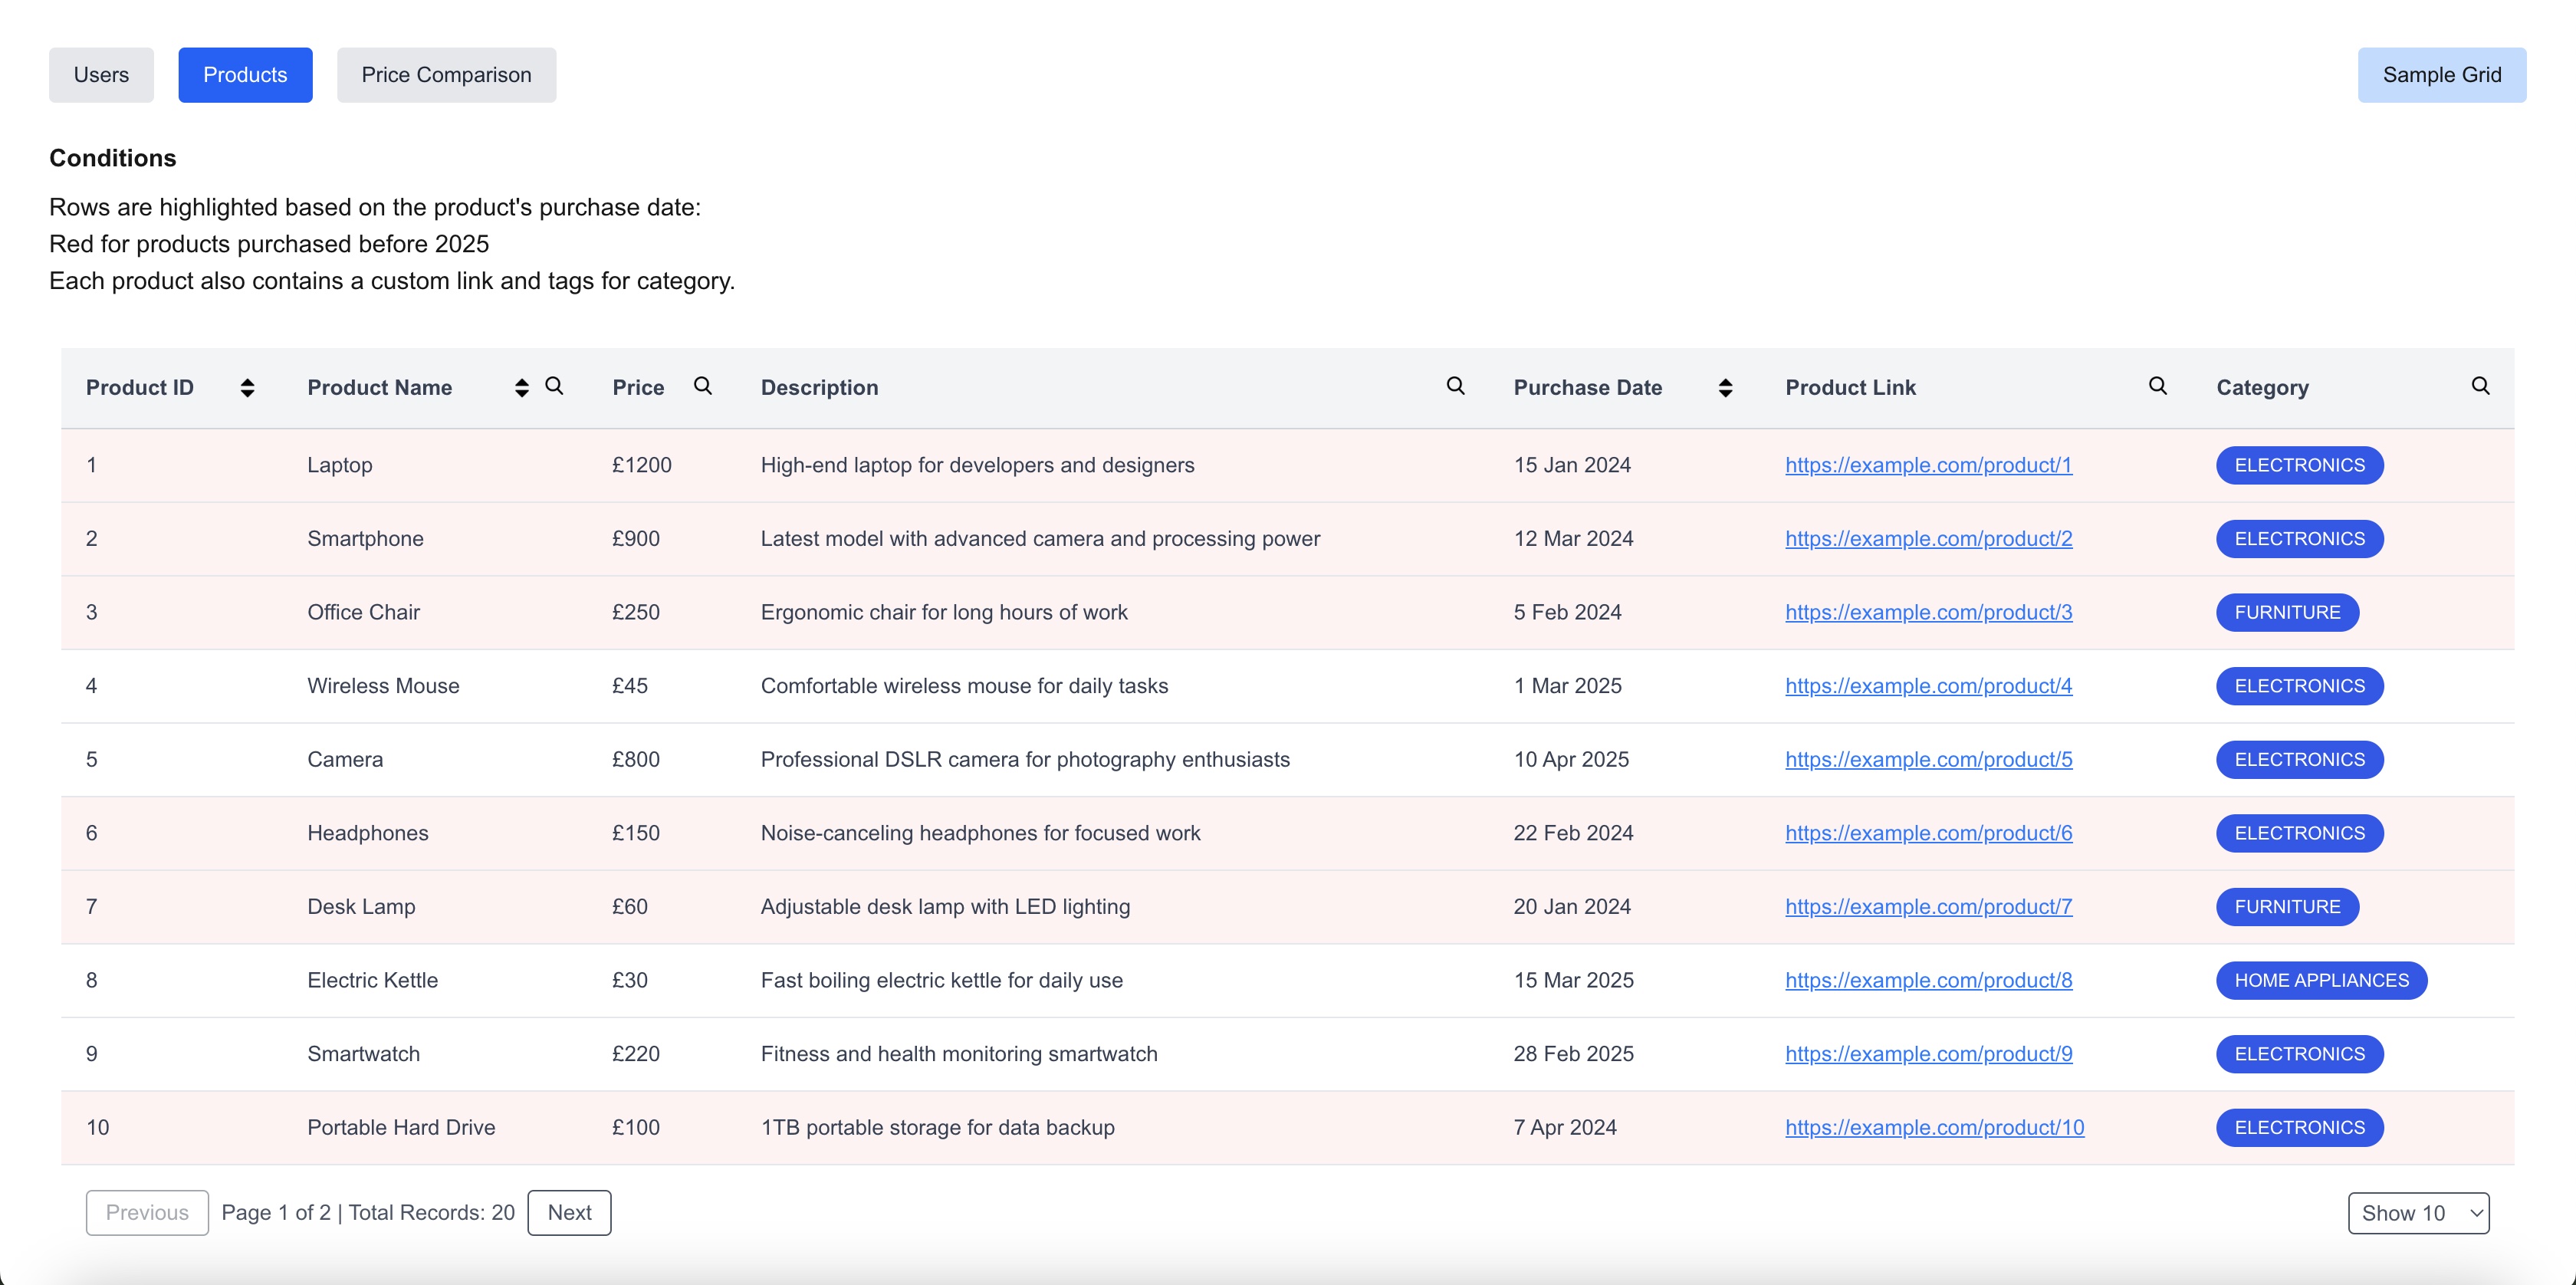 Users Products Price Comparison Sample Grid
Conditions
Rows are highlighted based on the product's purchase date:
Red for products purchased before 2025
Each product also contains a custom link and tags for category.
Product ID Product Name Price Description Purchase Date Product Link Category
1 Laptop £1200 High-end laptop for developers and designers 15 Jan 2024 https://example.com/product/1 ELECTRONICS
2 Smartphone £900 Latest model with advanced camera and processing power 12 Mar 2024 https://example.com/product/2 ELECTRONICS
3 Office Chair £250 Ergonomic chair for long hours of work 5 Feb 2024 https://example.com/product/3 FURNITURE
4 Wireless Mouse £45 Comfortable wireless mouse for daily tasks 1 Mar 2025 https://example.com/product/4 ELECTRONICS
5 Camera £800 Professional DSLR camera for photography enthusiasts 10 Apr 2025 https://example.com/product/5 ELECTRONICS
6 Headphones £150 Noise-canceling headphones for focused work 22 Feb 2024 https://example.com/product/6 ELECTRONICS
7 Desk Lamp £60 Adjustable desk lamp with LED lighting 20 Jan 2024 https://example.com/product/7 FURNITURE
8 Electric Kettle £30 Fast boiling electric kettle for daily use 15 Mar 2025 https://example.com/product/8 HOME APPLIANCES
9 Smartwatch £220 Fitness and health monitoring smartwatch 28 Feb 2025 https://example.com/product/9 ELECTRONICS
10 Portable Hard Drive £100 1TB portable storage for data backup 7 Apr 2024 https://example.com/product/10 ELECTRONICS
Previous Page 1 of 2 | Total Records: 20 Next Show 10